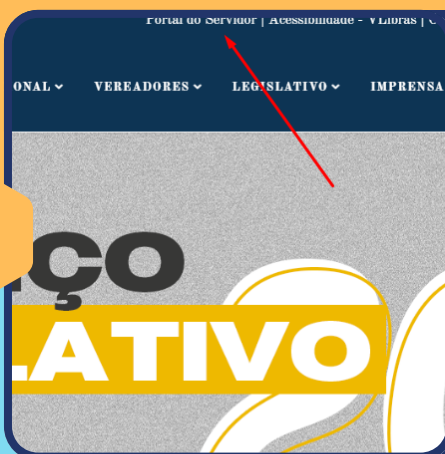 Portal do Servidor | Acessibilidade - VLibras |
ONAL VEREADORES LEGISLATIVO IMPRENSA
ÇO
LATIVO